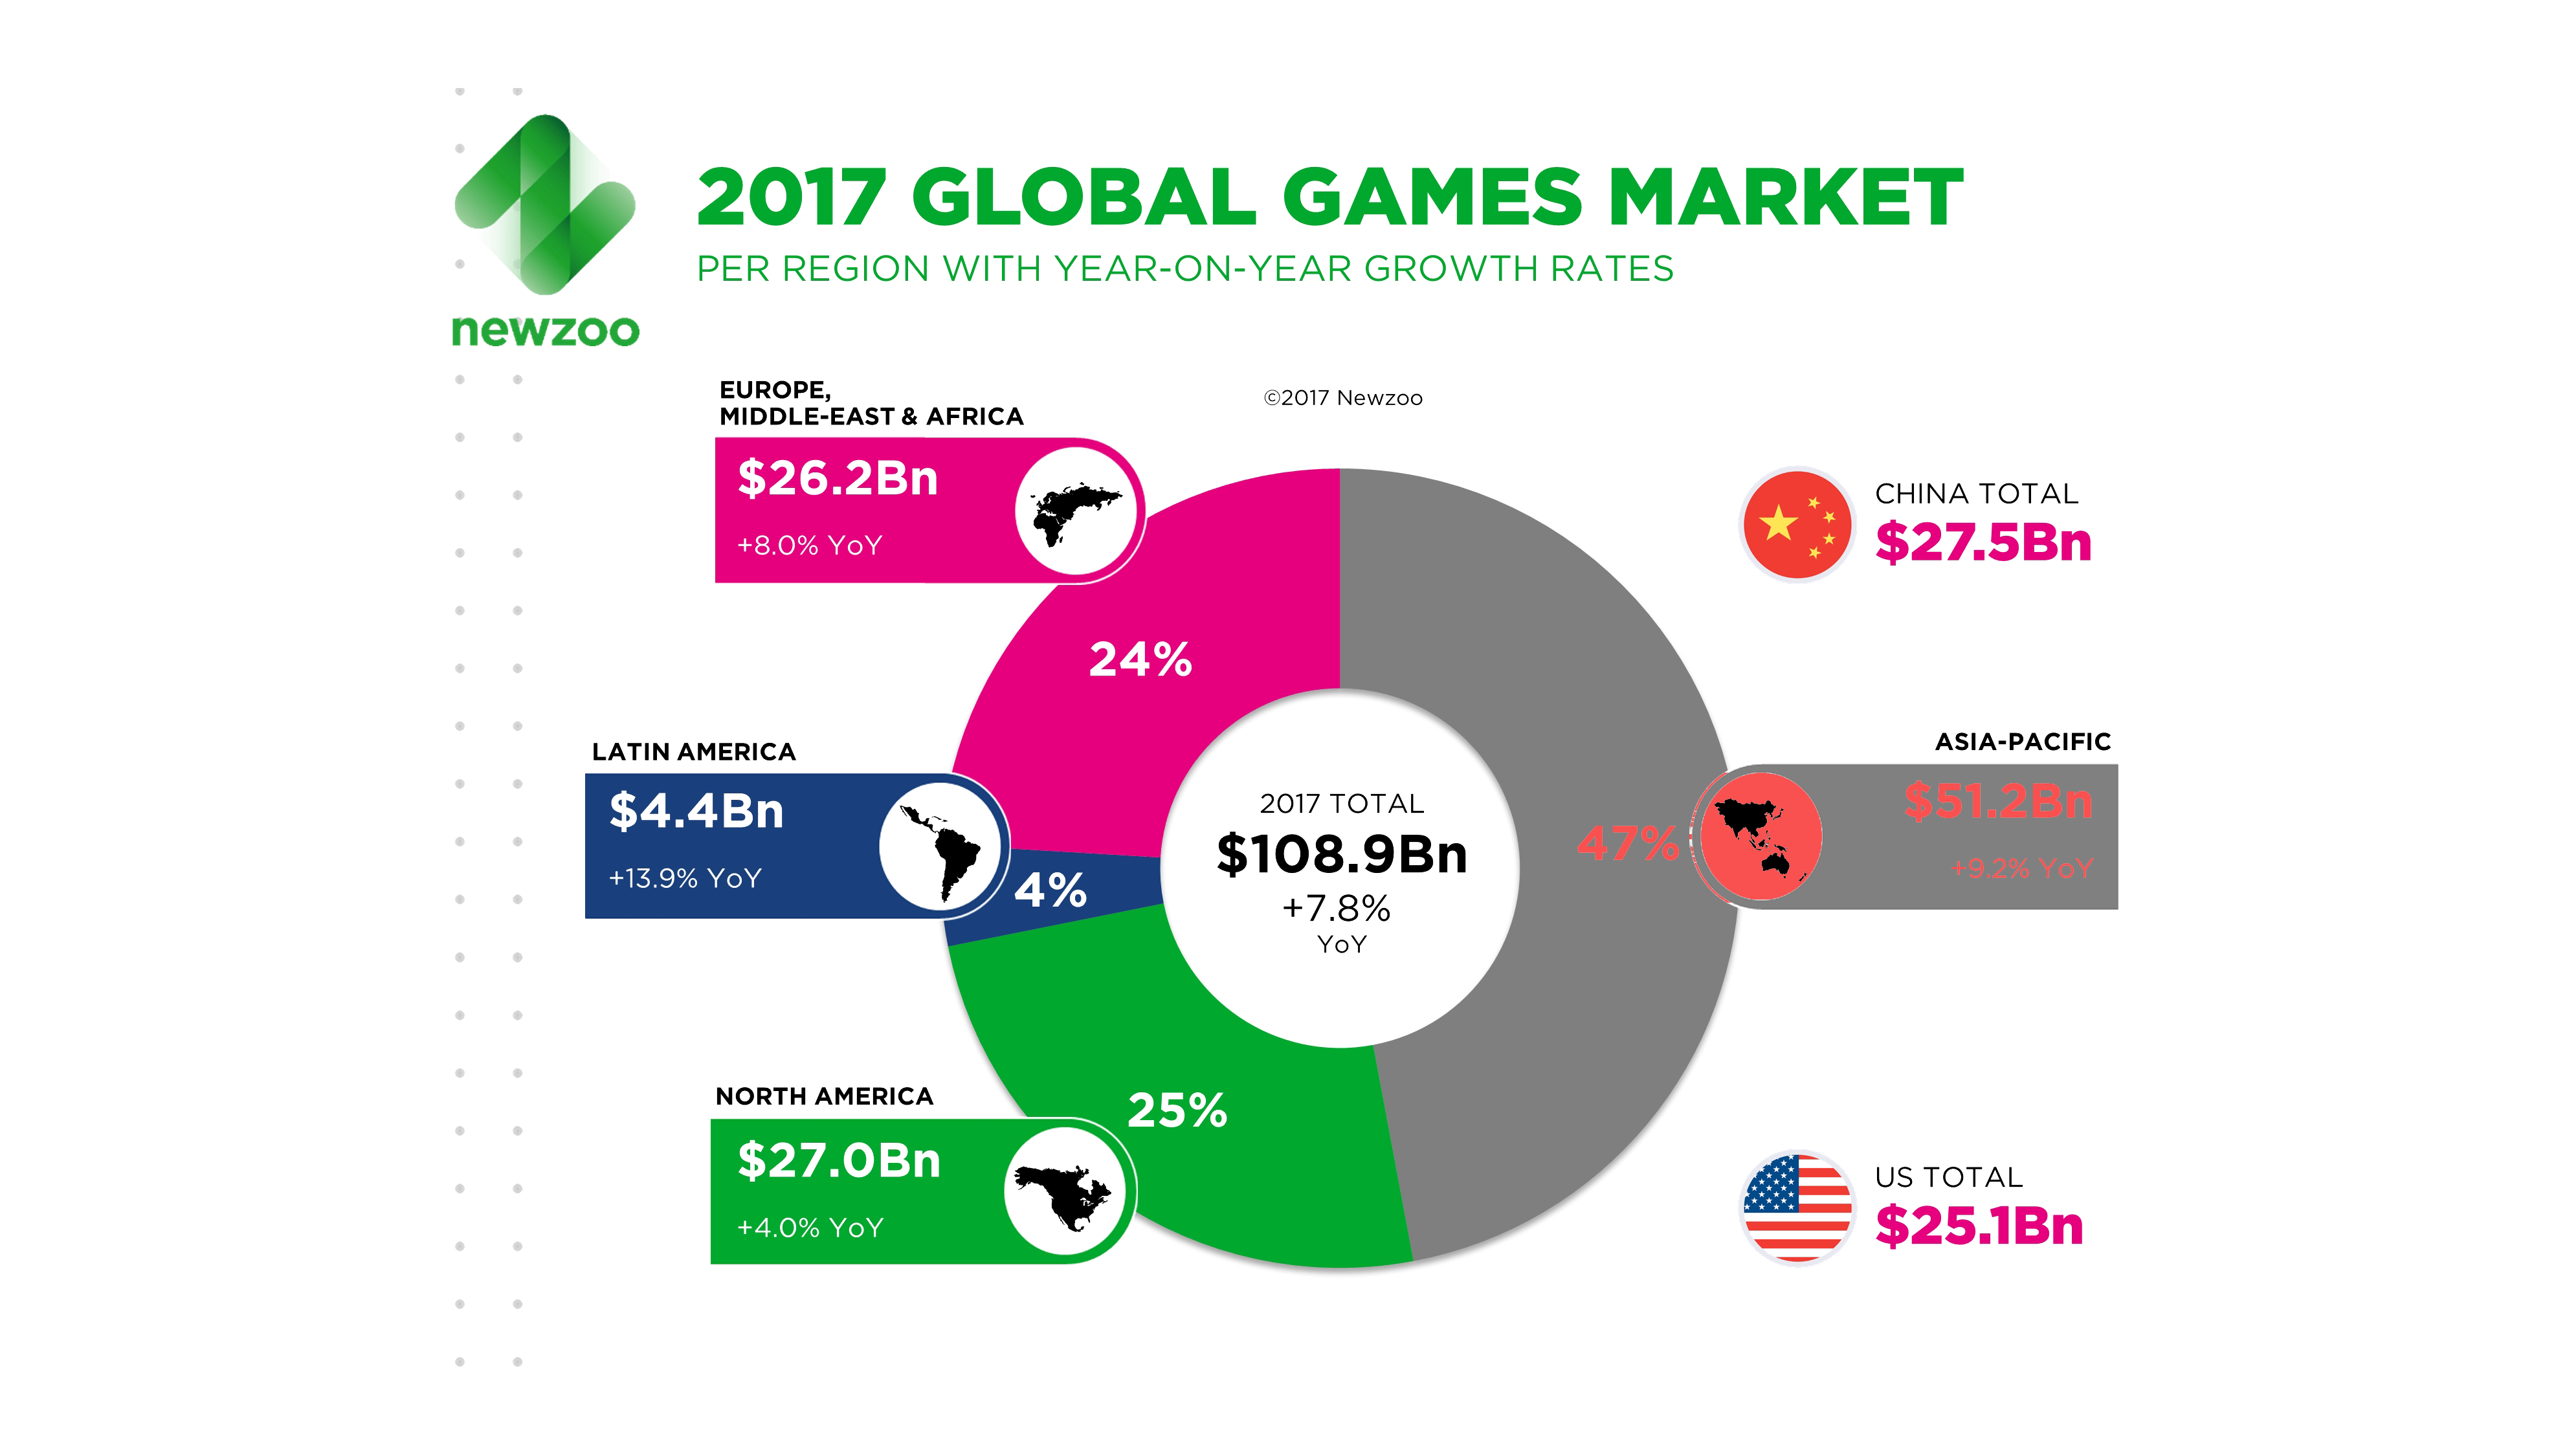 newzoo
2017 GLOBAL GAMES MARKET
PER REGION WITH YEAR-ON-YEAR GROWTH RATES
©2017 Newzoo
EUROPE,
MIDDLE-EAST & AFRICA
$26.2Bn
+8.0% YoY
24%
CHINA TOTAL
$27.5Bn
LATIN AMERICA
$4.4Bn
+13.9% YoY
4%
2017 TOTAL
$108.9Bn
+7.8%
YoY
47%
ASIA-PACIFIC
$51.2Bn
+9.2% YoY
NORTH AMERICA
$27.0Bn
+4.0% YoY
25%
US TOTAL
$25.1Bn